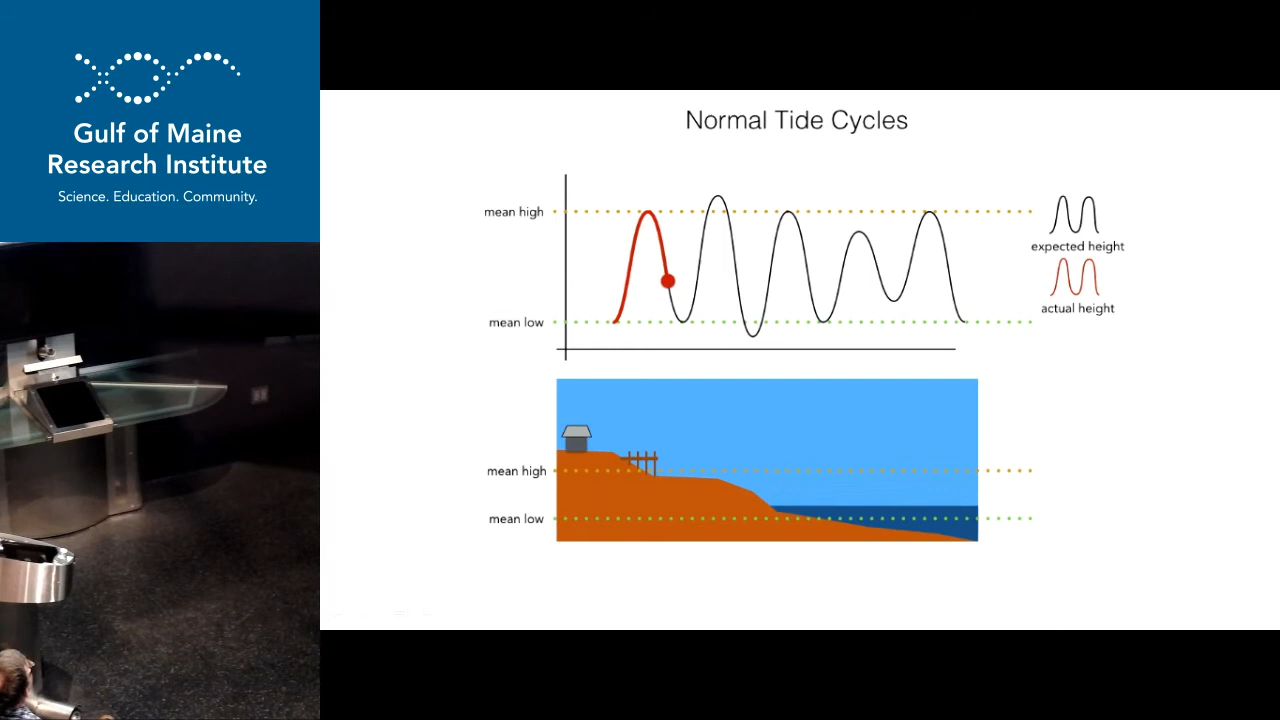 Gulf of Maine
Research Institute
Science. Education. Community.
Normal Tide Cycles
mean high
mean low
expected height
actual height
mean high
mean low